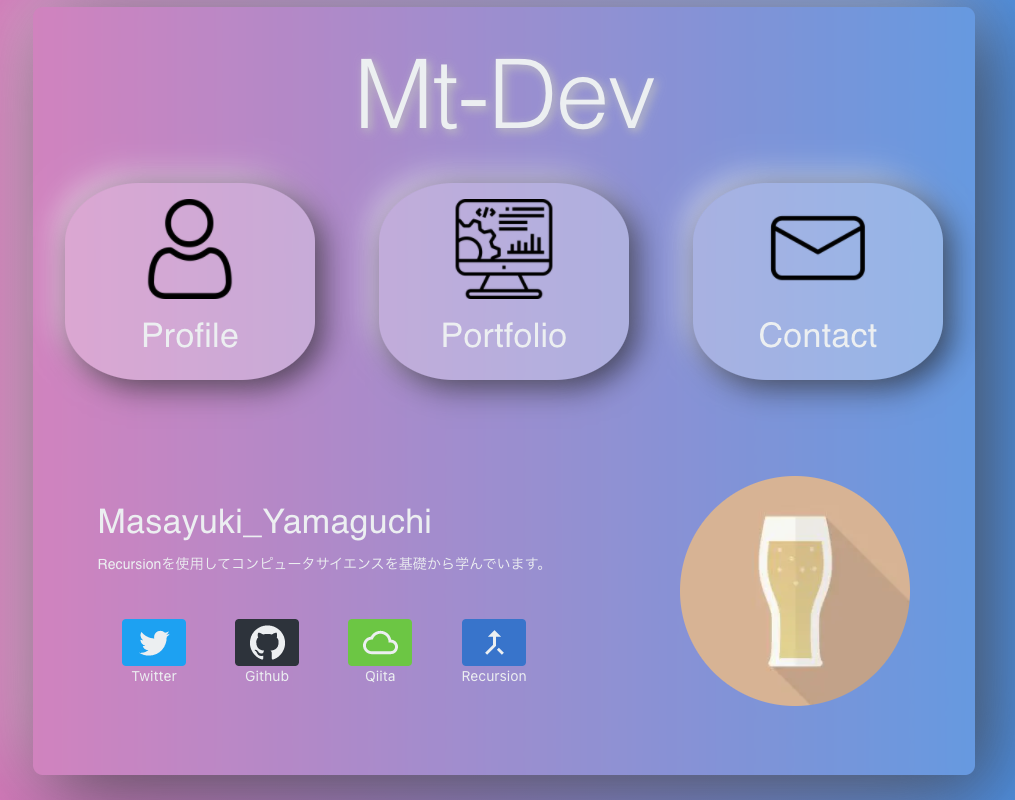 Mt-Dev
Profile
Portfolio
Contact
Masayuki_Yamaguchi
Recursionを使用してコンピュータサイエンスを基礎から学んでいます。
Twitter
Github
Qiita
Recursion